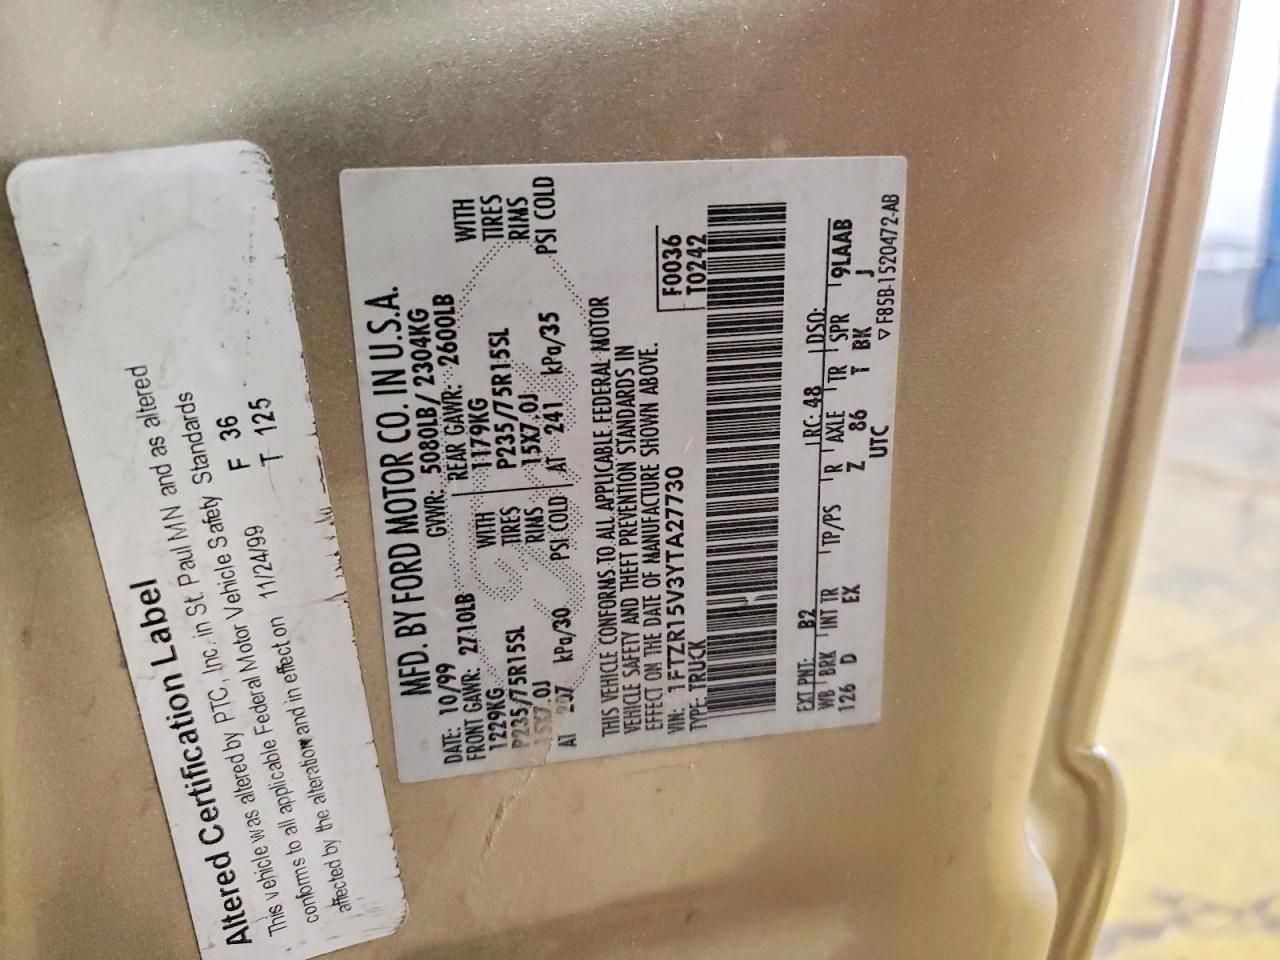 Altered Certification Label
This vehicle was altered by PTC, Inc. in St. Paul MN and as altered
conforms to all applicable Federal Motor Vehicle Safety Standards
affected by the alteration and in effect on 11/24/99
F 36
T 125
MFD. BY FORD MOTOR CO. IN U.S.A.
DATE: 10/99 GVWR: 5080LB/ 2304KG
FRONT GAWR: 2710LB REAR GAWR: 2600LB
1229KG WITH 1179KG WITH
P235/75R15SL TIRES P235/75R15SL TIRES
15X7.0J RIMS 15X7.0J RIMS
AT 207 kPa/30 PSI COLD AT 241 kPa/35 PSI COLD
THIS VEHICLE CONFORMS TO ALL APPLICABLE FEDERAL MOTOR
VEHICLE SAFETY AND THEFT PREVENTION STANDARDS IN
EFFECT ON THE DATE OF MANUFACTURE SHOWN ABOVE.
VIN: 1FTZR15V3YTA27730 F0036
TYPE: TRUCK T0242
EXT PNT: B2 RC: 48 DSO:
WB BRK INT TR TP/PS R AXLE TR SPR 9LAAB
126 D EX Z 86 T BK J
UTC ▽ F85B-1520472-AB